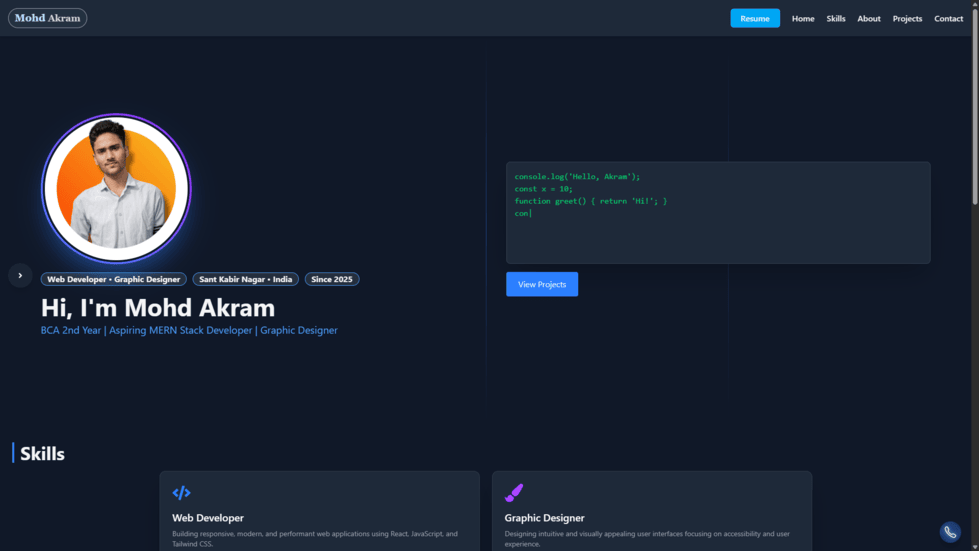 Mohd Akram
Resume
Home
Skills
About
Projects
Contact
Web Developer • Graphic Designer
Sant Kabir Nagar • India
Since 2025
Hi, I'm Mohd Akram
BCA 2nd Year | Aspiring MERN Stack Developer | Graphic Designer
console.log('Hello, Akram');
const x = 10;
function greet() { return 'Hi!'; }
con|
View Projects
Skills
Web Developer
Building responsive, modern, and performant web applications using React, JavaScript, and
Tailwind CSS.
Graphic Designer
Designing intuitive and visually appealing user interfaces focusing on accessibility and user
experience.